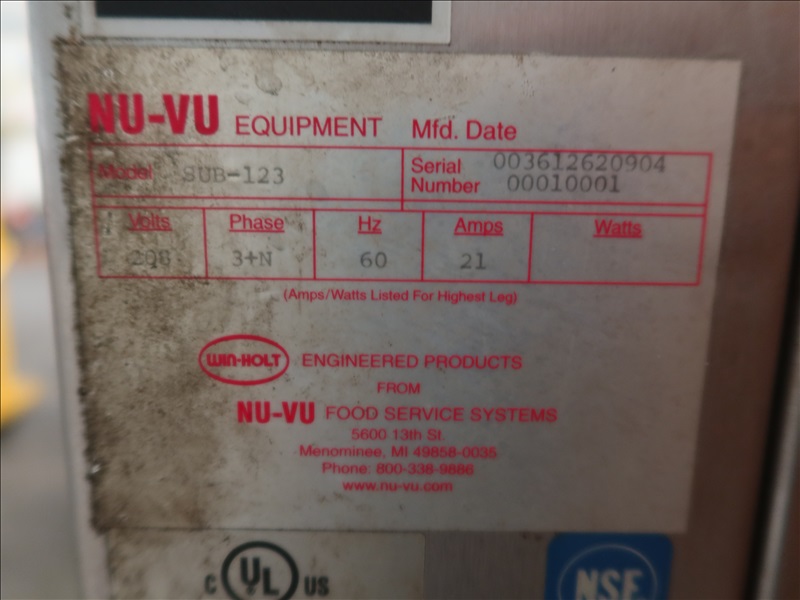 NU-VU EQUIPMENT Mfd. Date
Model SUB-123
Serial Number 003612620904 00010001
Volts Phase Hz Amps Watts
208 3+N 60 21
(Amps/Watts Listed For Highest Leg)
WIN-HOLT ENGINEERED PRODUCTS
FROM
NU-VU FOOD SERVICE SYSTEMS
5600 13th St.
Menominee, MI 49858-0035
Phone: 800-338-9886
www.nu-vu.com
C UL US
NSF